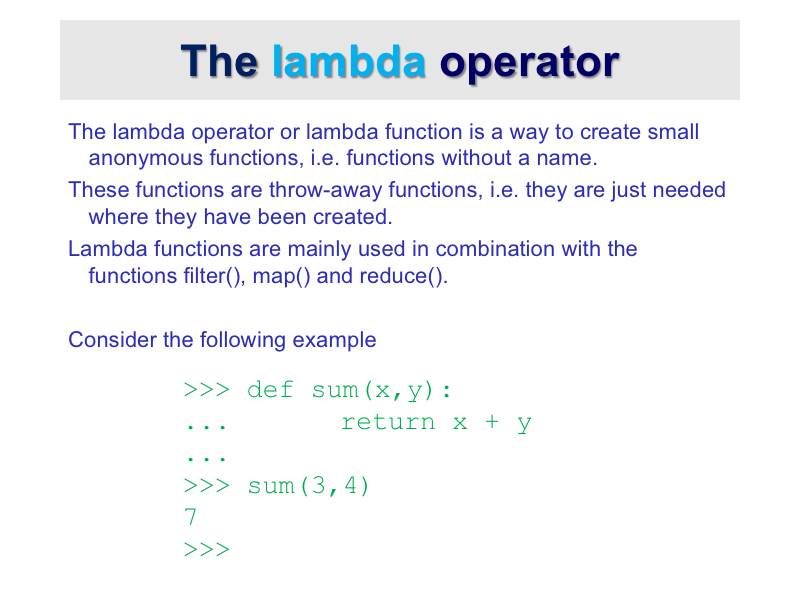 The lambda operator
The lambda operator or lambda function is a way to create small
anonymous functions, i.e. functions without a name.
These functions are throw-away functions, i.e. they are just needed
where they have been created.
Lambda functions are mainly used in combination with the
functions filter(), map() and reduce().
Consider the following example
>>> def sum(x,y):
...       return x + y
...
>>> sum(3,4)
7
>>>